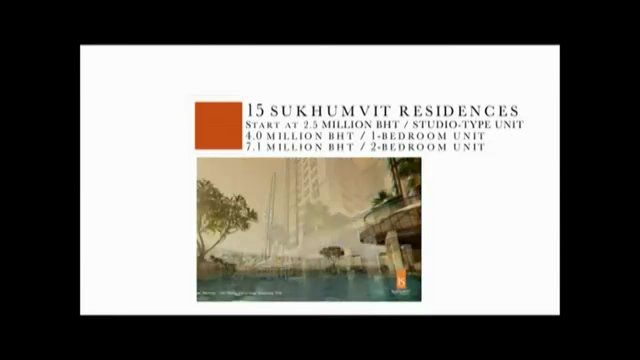 15 SUKHUMVIT RESIDENCES
START AT 2.5 MILLION BHT / STUDIO-TYPE UNIT
4.0 MILLION BHT / 1-BEDROOM UNIT
7.1 MILLION BHT / 2-BEDROOM UNIT
15